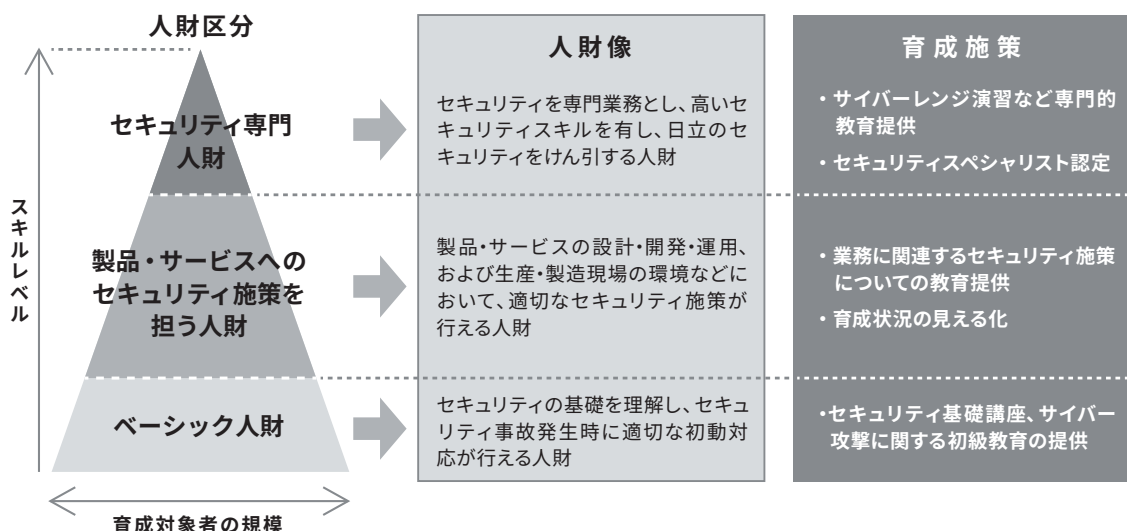 人財区分
人財像
育成施策
スキルレベル
セキュリティ専門
人財
セキュリティを専門業務とし、高いセ
キュリティスキルを有し、日立のセ
キュリティをけん引する人財
・サイバーレンジ演習など専門的
教育提供
・セキュリティスペシャリスト認定
製品・サービスへの
セキュリティ施策を
担う人財
製品・サービスの設計・開発・運用、
および生産・製造現場の環境などに
おいて、適切なセキュリティ施策が
行える人財
・業務に関連するセキュリティ施策
についての教育提供
・育成状況の見える化
ベーシック人財
セキュリティの基礎を理解し、セキュ
リティ事故発生時に適切な初動対
応が行える人財
・セキュリティ基礎講座、サイバー
攻撃に関する初級教育の提供
育成対象者の規模